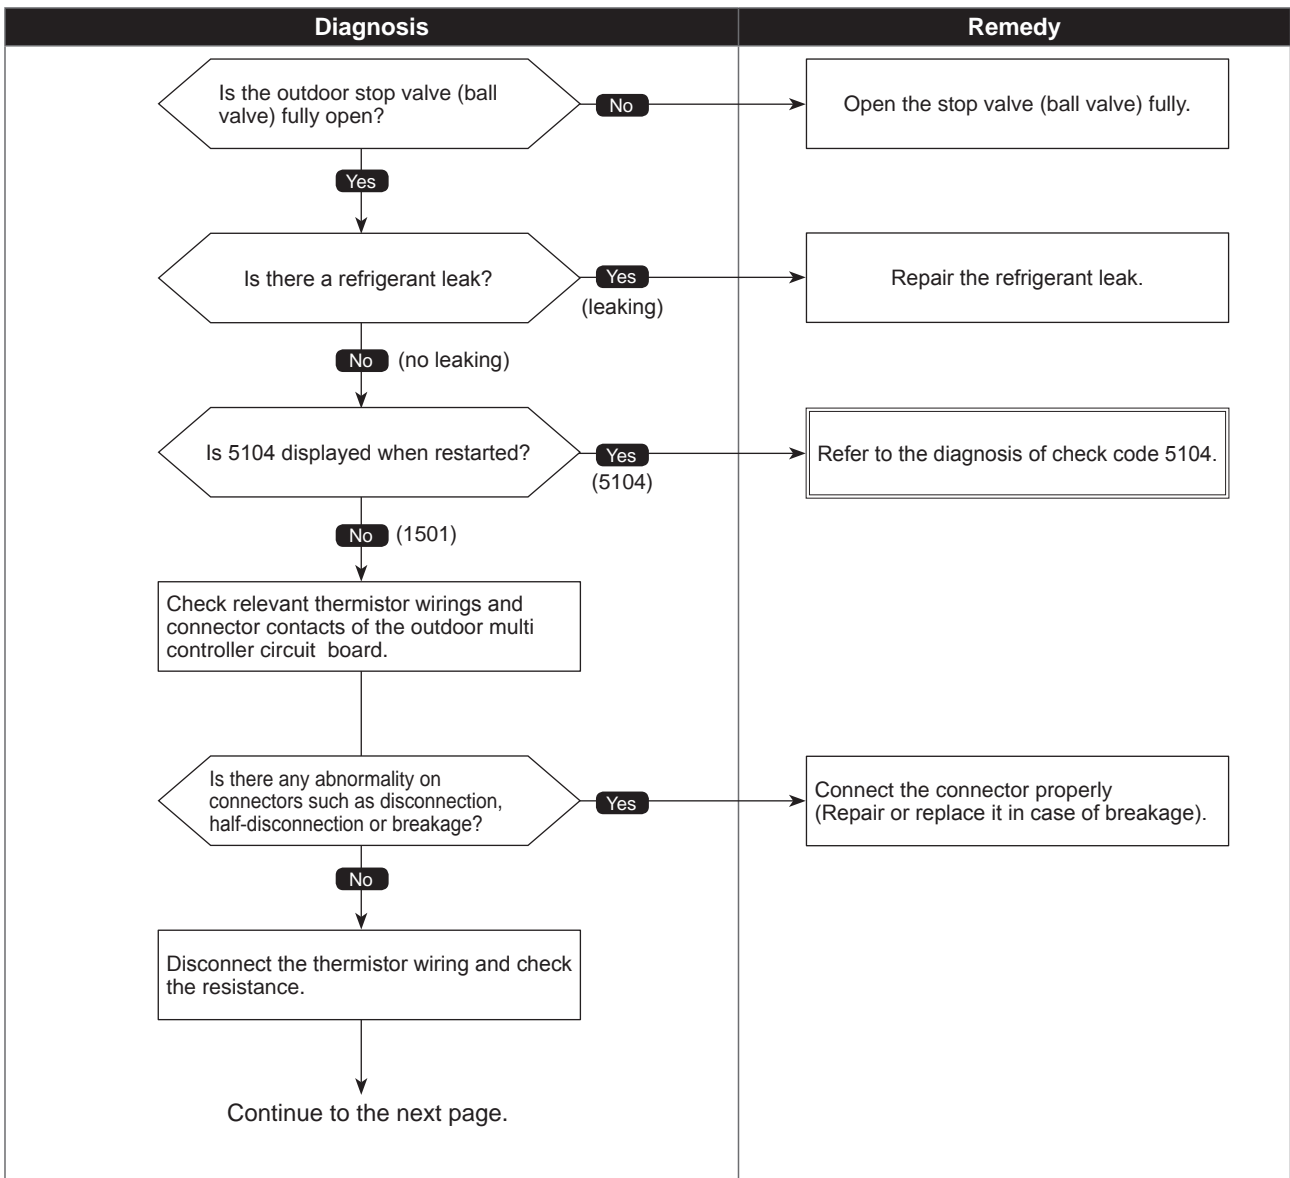 Diagnosis
Remedy
Is the outdoor stop valve (ball
valve) fully open?
No
Open the stop valve (ball valve) fully.
Yes
Is there a refrigerant leak?
Yes
(leaking)
Repair the refrigerant leak.
No (no leaking)
Is 5104 displayed when restarted?
Yes
(5104)
Refer to the diagnosis of check code 5104.
No (1501)
Check relevant thermistor wirings and
connector contacts of the outdoor multi
controller circuit board.
Is there any abnormality on
connectors such as disconnection,
half-disconnection or breakage?
Yes
Connect the connector properly
(Repair or replace it in case of breakage).
No
Disconnect the thermistor wiring and check
the resistance.
Continue to the next page.